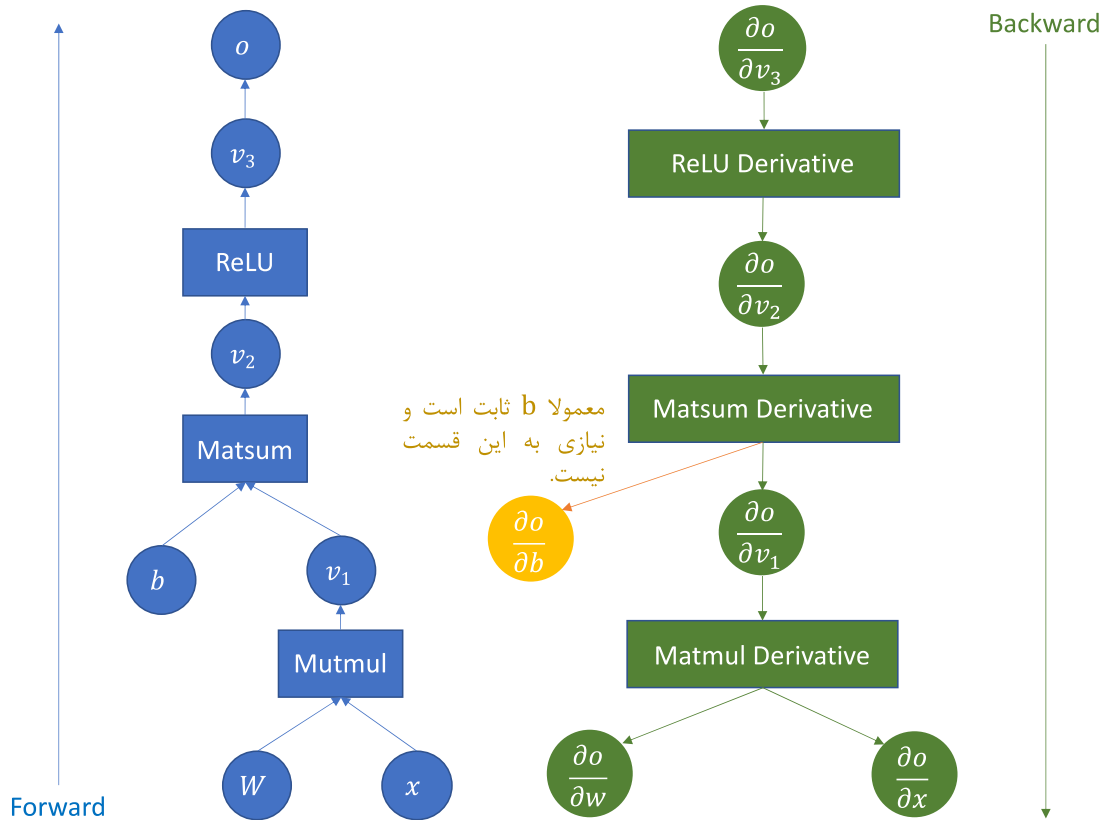 Backward
o
∂o/∂v₃
v₃
ReLU Derivative
ReLU
∂o/∂v₂
v₂
معمولا b ثابت است و
نیازی به این قسمت
نیست.
Matsum Derivative
Matsum
∂o/∂b
∂o/∂v₁
b
v₁
Mutmul
Matmul Derivative
W
x
∂o/∂w
∂o/∂x
Forward